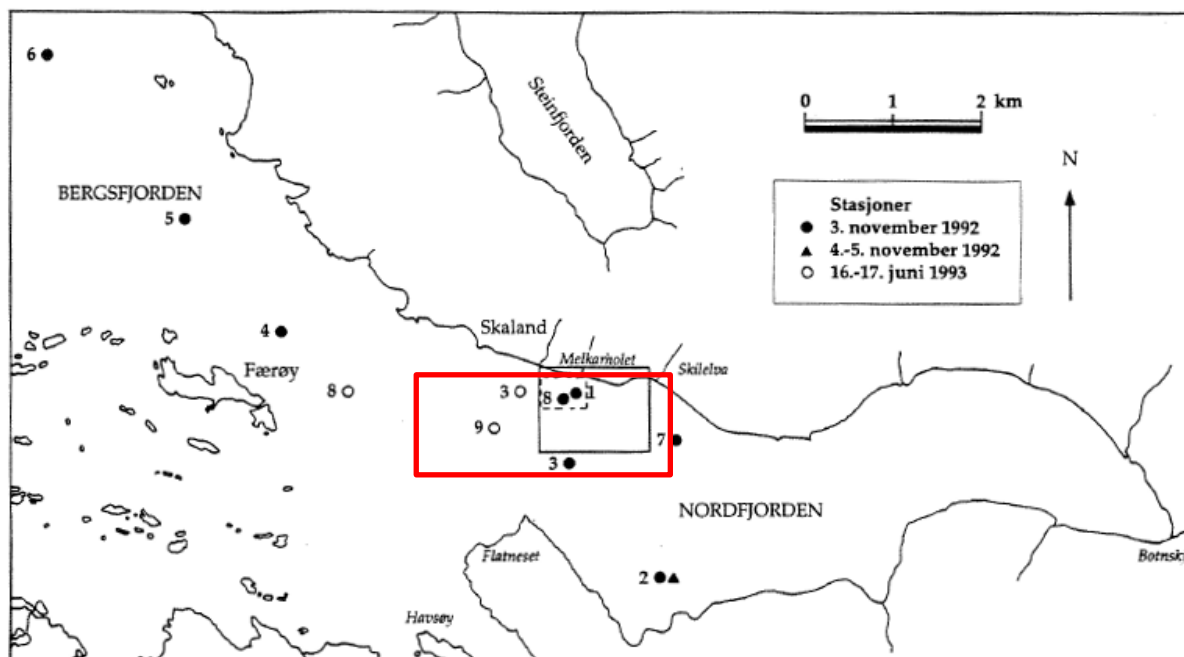 6
Steinfjorden
0 1 2 km
N
BERGSFJORDEN
5
Stasjoner
3. november 1992
4.-5. november 1992
16.-17. juni 1993
4
Skaland
Melkarholet
Skilelva
Færøy
8
3
8
1
9
7
3
NORDFJORDEN
Flatneset
2
Botnsk
Havsøy